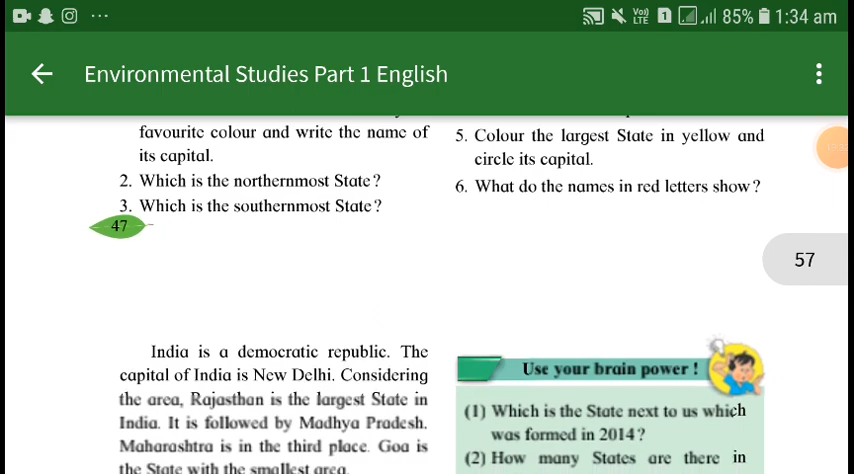 85% 1:34 am
Environmental Studies Part 1 English
favourite colour and write the name of
its capital.
2. Which is the northernmost State?
3. Which is the southernmost State?
47
5. Colour the largest State in yellow and
circle its capital.
6. What do the names in red letters show?
57
India is a democratic republic. The
capital of India is New Delhi. Considering
the area, Rajasthan is the largest State in
India. It is followed by Madhya Pradesh.
Maharashtra is in the third place. Goa is
the State with the smallest area.
Use your brain power !
(1) Which is the State next to us which
was formed in 2014?
(2) How many States are there in